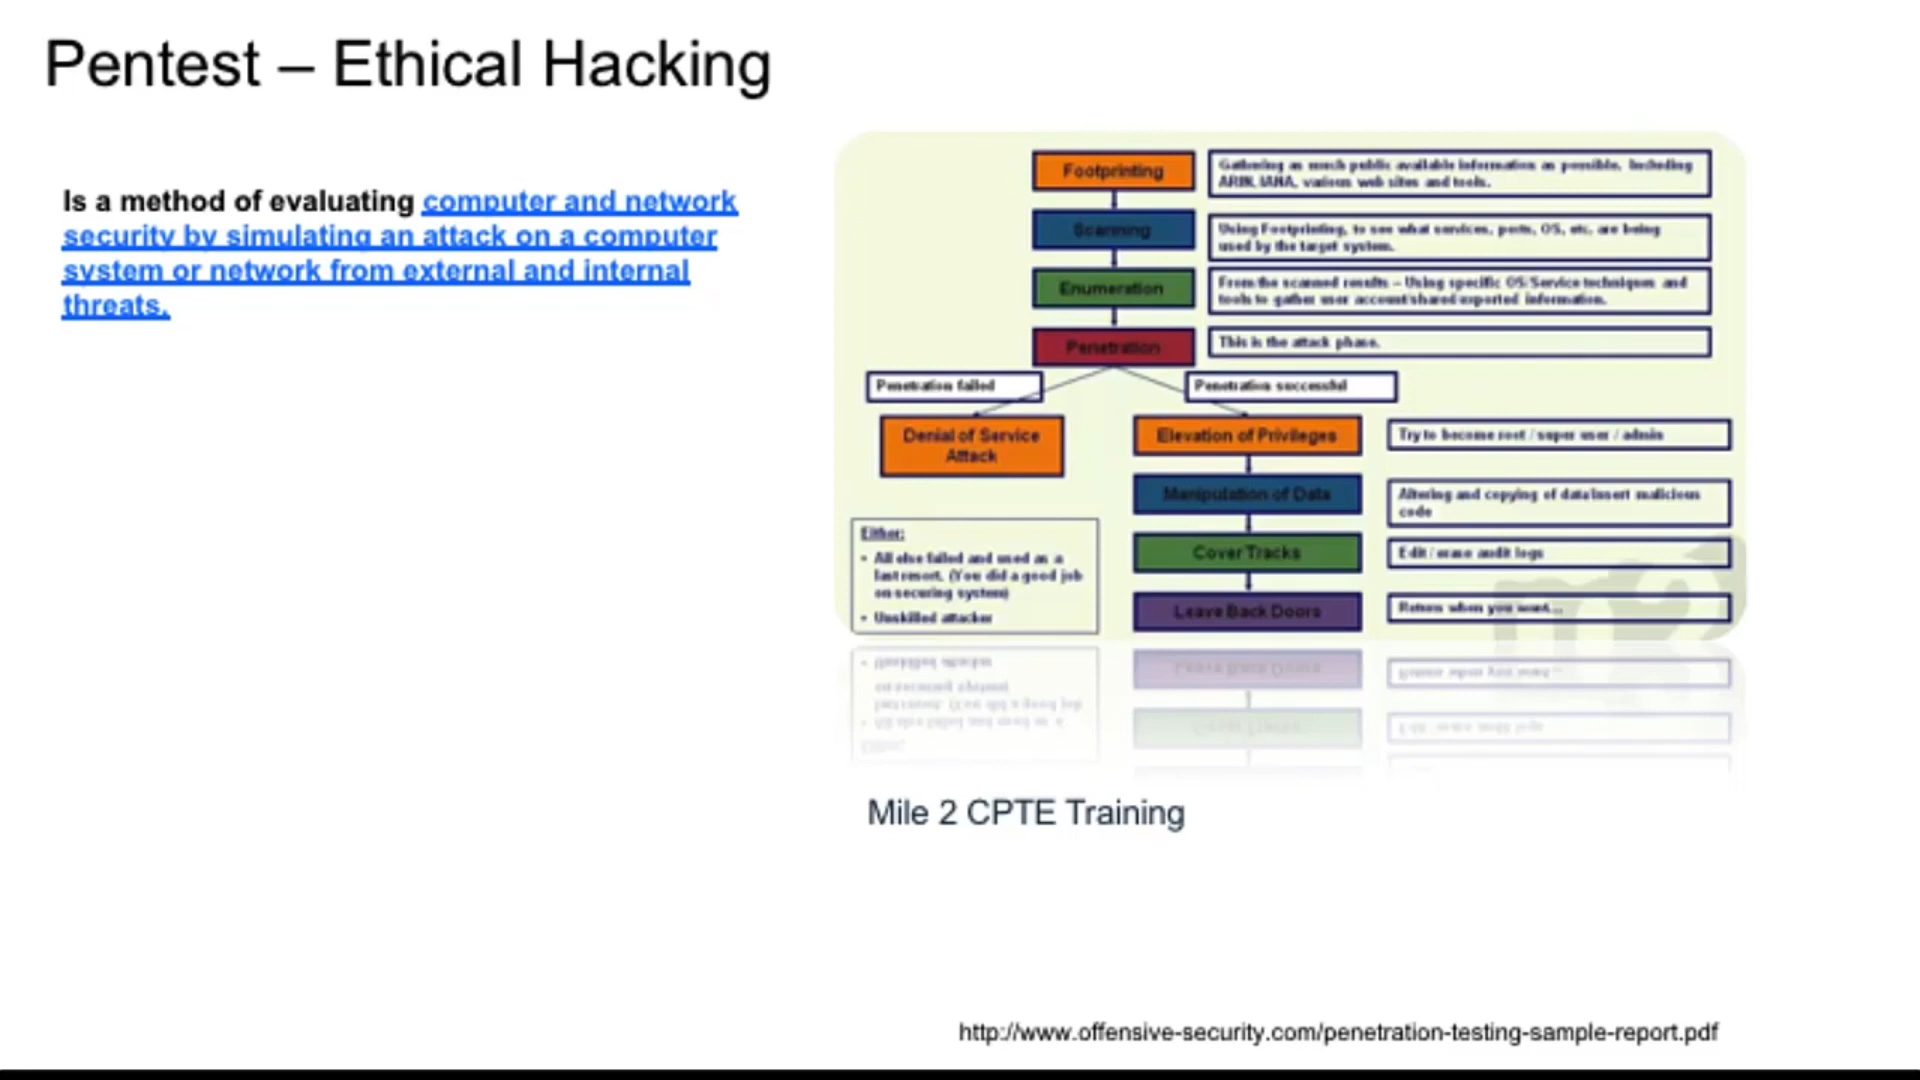 Pentest – Ethical Hacking
Is a method of evaluating computer and network
security by simulating an attack on a computer
system or network from external and internal
threats.
Footprinting
Gathering as much public available information as possible. Including
ARIN, IANA, various web sites and tools.
Scanning
Using Footprinting, to see what services, ports, OS, etc. are being
used by the target system.
Enumeration
From the scanned results – Using specific OS/Service techniques and
tools to gather user account/shared/exported information.
Penetration
This is the attack phase.
Penetration failed
Penetration successful
Denial of Service
Attack
Elevation of Privileges
Try to become root / super user / admin
Manipulation of Data
Altering and copying of data/insert malicious
code
Either:
• All else failed and used as a
last resort. (You did a good job
on securing system)
• Unskilled attacker
Cover Tracks
Edit / erase audit logs
Leave Back Doors
Return when you want...
m2
Mile 2 CPTE Training
http://www.offensive-security.com/penetration-testing-sample-report.pdf